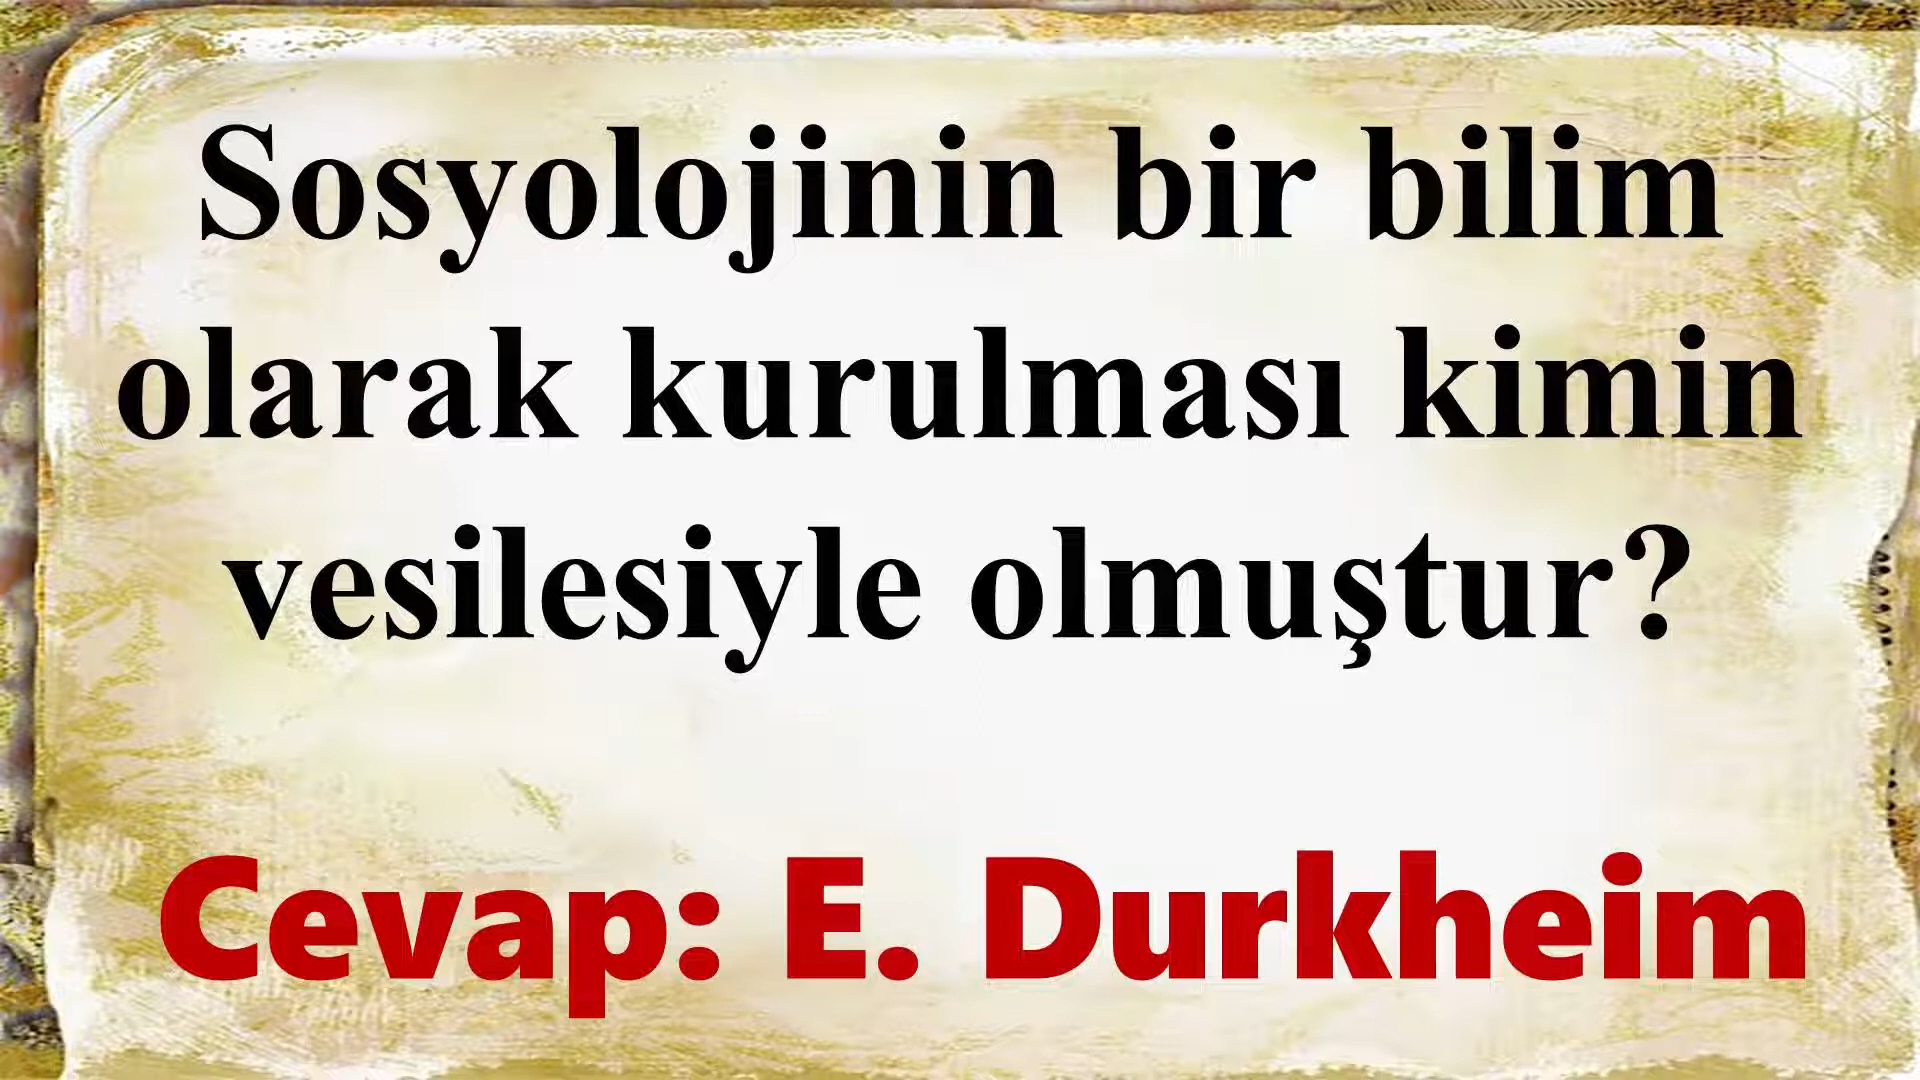 Sosyolojinin bir bilim
olarak kurulması kimin
vesilesiyle olmuştur?
Cevap: E. Durkheim